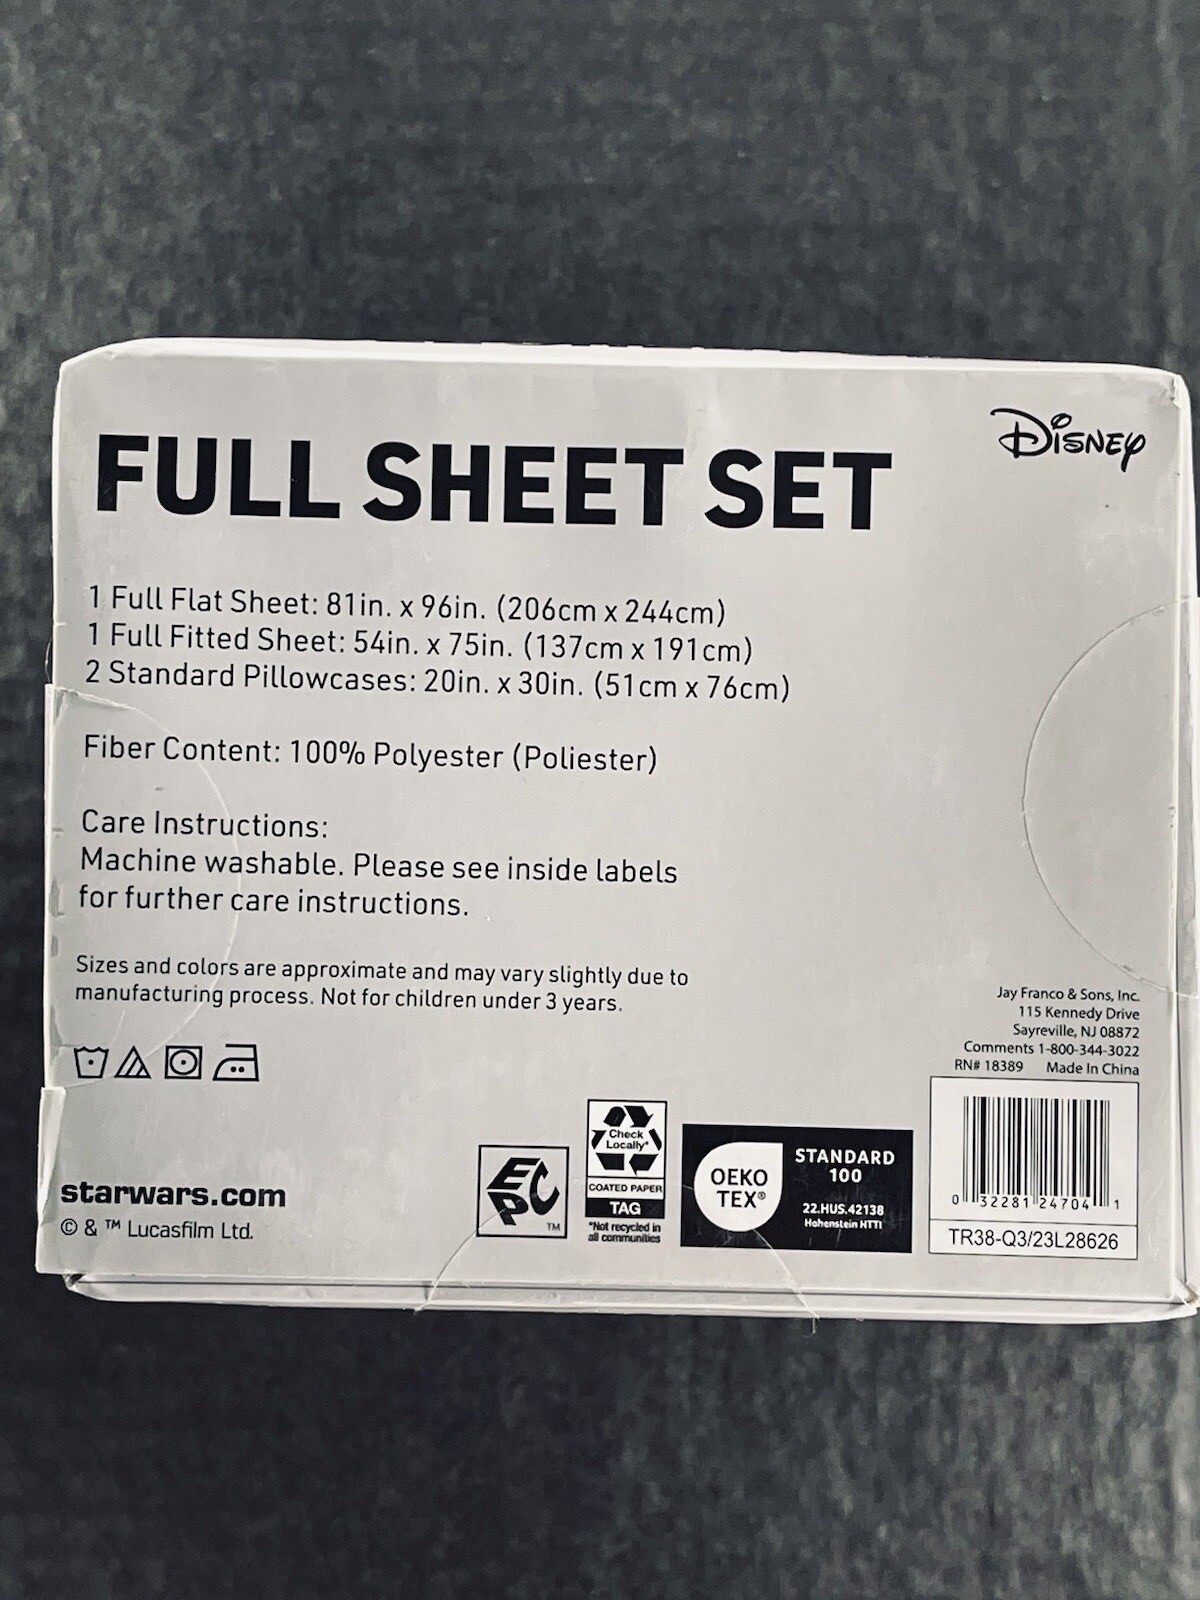 Disney
FULL SHEET SET
1 Full Flat Sheet: 81in. x 96in. (206cm x 244cm)
1 Full Fitted Sheet: 54in. x 75in. (137cm x 191cm)
2 Standard Pillowcases: 20in. x 30in. (51cm x 76cm)
Fiber Content: 100% Polyester (Poliester)
Care Instructions:
Machine washable. Please see inside labels
for further care instructions.
Sizes and colors are approximate and may vary slightly due to
manufacturing process. Not for children under 3 years.
Jay Franco & Sons, Inc.
115 Kennedy Drive
Sayreville, NJ 08872
Comments 1-800-344-3022
RN# 18389 Made In China
starwars.com
© & ™ Lucasfilm Ltd.
EPC
TM
Check
Locally*
COATED PAPER
TAG
*Not recycled in
all communities
OEKO
TEX®
STANDARD
100
22.HUS.42138
Hohenstein HTTI
0 32281 24704 1
TR38-Q3/23L28626